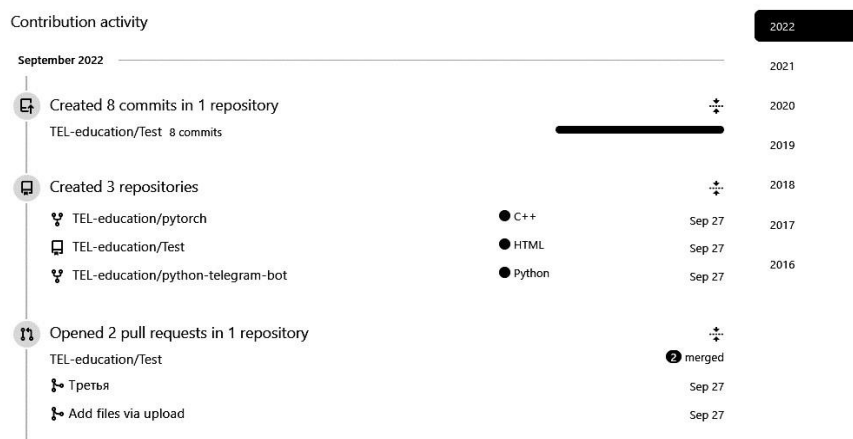 Contribution activity
2022
September 2022
2021
Created 8 commits in 1 repository
2020
TEL-education/Test 8 commits
2019
Created 3 repositories
2018
TEL-education/pytorch C++ Sep 27
2017
TEL-education/Test HTML Sep 27
2016
TEL-education/python-telegram-bot Python Sep 27
Opened 2 pull requests in 1 repository
TEL-education/Test 2 merged
Третья Sep 27
Add files via upload Sep 27